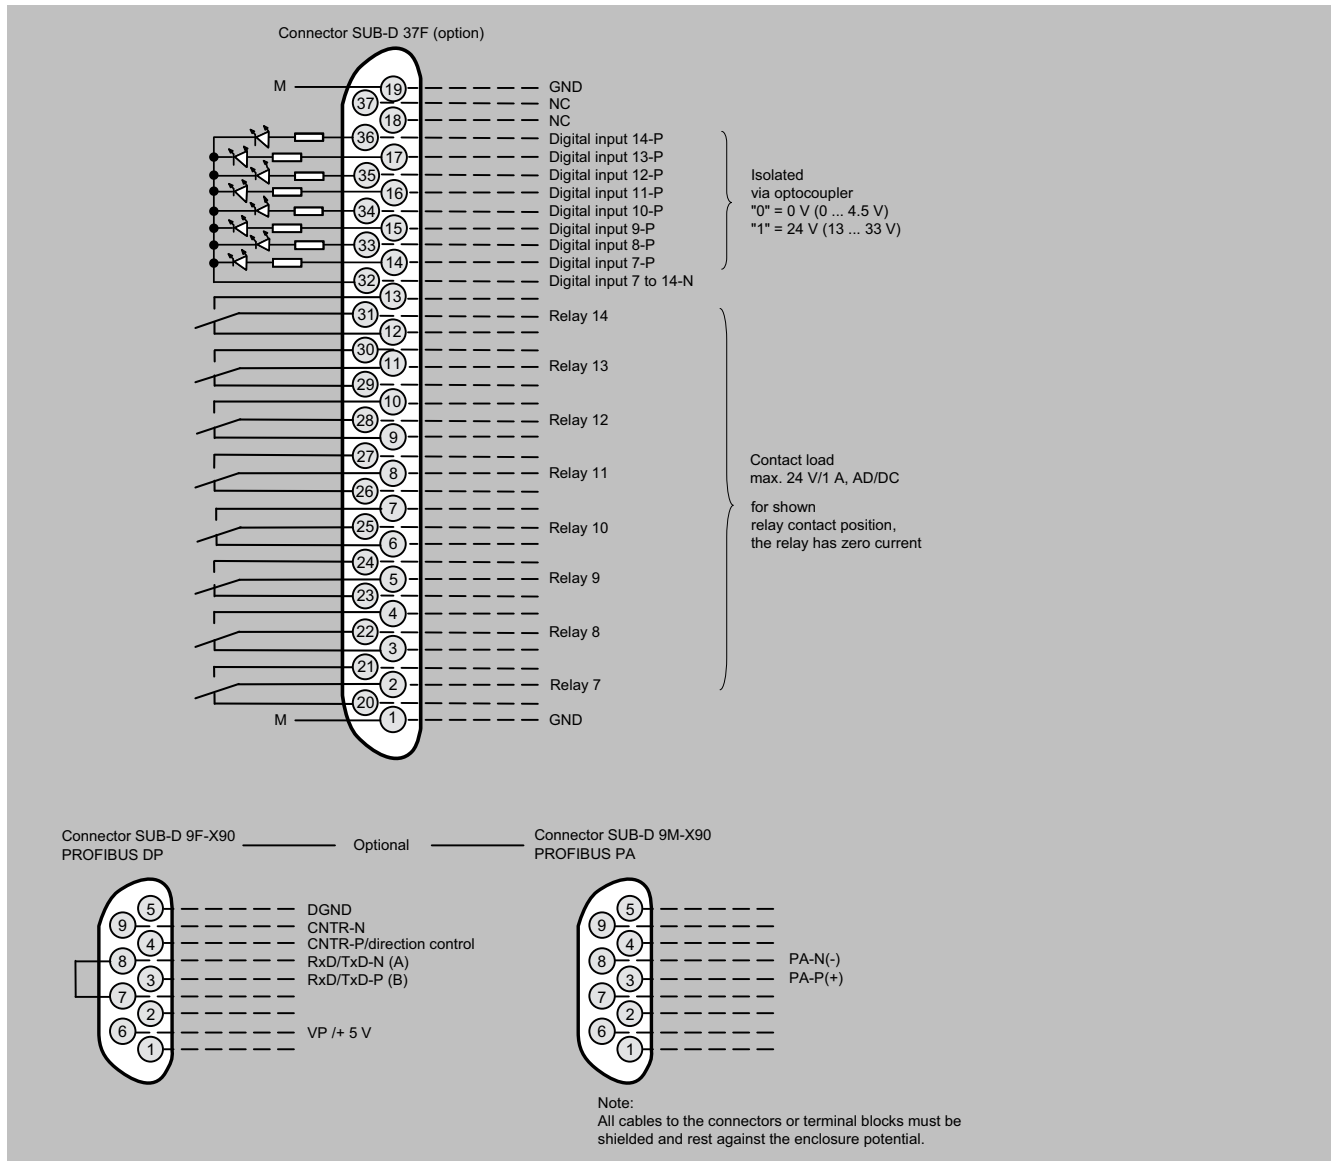 Connector SUB-D 37F (option)
M 19 GND
37 NC
18 NC
36 Digital input 14-P
17 Digital input 13-P
35 Digital input 12-P
16 Digital input 11-P
34 Digital input 10-P
15 Digital input 9-P
33 Digital input 8-P
14 Digital input 7-P
32 Digital input 7 to 14-N
Isolated
via optocoupler
"0" = 0 V (0 ... 4.5 V)
"1" = 24 V (13 ... 33 V)
13
31 Relay 14
12
30
11 Relay 13
29
10
28 Relay 12
9
27
8 Relay 11
26
7
25 Relay 10
6
24
5 Relay 9
23
4
22 Relay 8
3
21
2 Relay 7
20
M 1 GND
Contact load
max. 24 V/1 A, AD/DC
for shown
relay contact position,
the relay has zero current
Connector SUB-D 9F-X90
PROFIBUS DP
Optional
Connector SUB-D 9M-X90
PROFIBUS PA
5 DGND
9 CNTR-N
4 CNTR-P/direction control
8 RxD/TxD-N (A)
3 RxD/TxD-P (B)
7
2
6 VP /+ 5 V
1
5
9
4
8 PA-N(-)
3 PA-P(+)
7
2
6
1
Note:
All cables to the connectors or terminal blocks must be
shielded and rest against the enclosure potential.